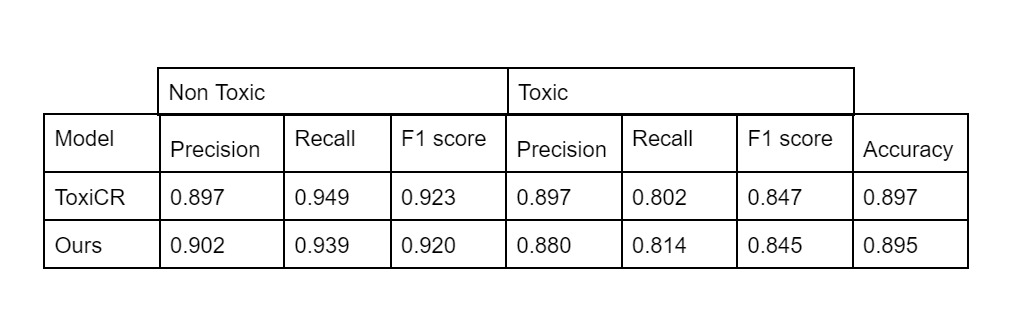 Non Toxic Toxic
Model Precision Recall F1 score Precision Recall F1 score Accuracy
ToxiCR 0.897 0.949 0.923 0.897 0.802 0.847 0.897
Ours 0.902 0.939 0.920 0.880 0.814 0.845 0.895